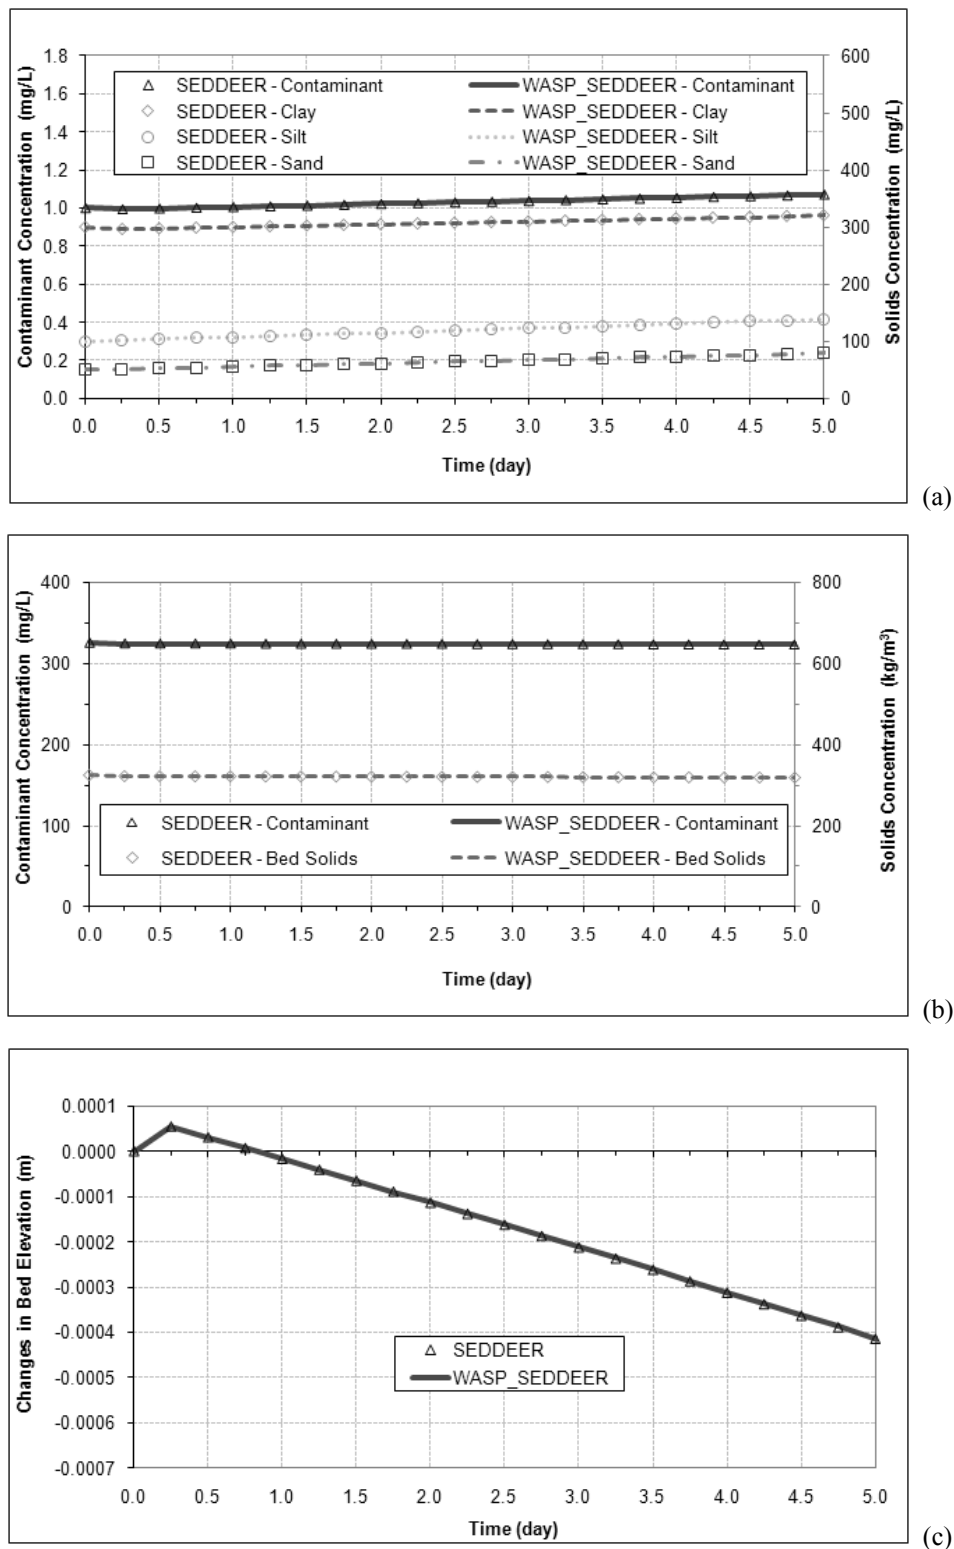 1.8
1.6
1.4
1.2
1.0
0.8
0.6
0.4
0.2
0.0
Contaminant Concentration (mg/L)
600
500
400
300
200
100
0
Solids Concentration (mg/L)
SEDDEER - Contaminant
WASP_SEDDEER - Contaminant
SEDDEER - Clay
WASP_SEDDEER - Clay
SEDDEER - Silt
WASP_SEDDEER - Silt
SEDDEER - Sand
WASP_SEDDEER - Sand
0.0 0.5 1.0 1.5 2.0 2.5 3.0 3.5 4.0 4.5 5.0
Time (day)
(a)
400
300
200
100
0
Contaminant Concentration (mg/L)
800
600
400
200
0
Solids Concentration (kg/m³)
SEDDEER - Contaminant
WASP_SEDDEER - Contaminant
SEDDEER - Bed Solids
WASP_SEDDEER - Bed Solids
0.0 0.5 1.0 1.5 2.0 2.5 3.0 3.5 4.0 4.5 5.0
Time (day)
(b)
0.0001
0.0000
-0.0001
-0.0002
-0.0003
-0.0004
-0.0005
-0.0006
-0.0007
Changes in Bed Elevation (m)
SEDDEER
WASP_SEDDEER
0.0 0.5 1.0 1.5 2.0 2.5 3.0 3.5 4.0 4.5 5.0
Time (day)
(c)